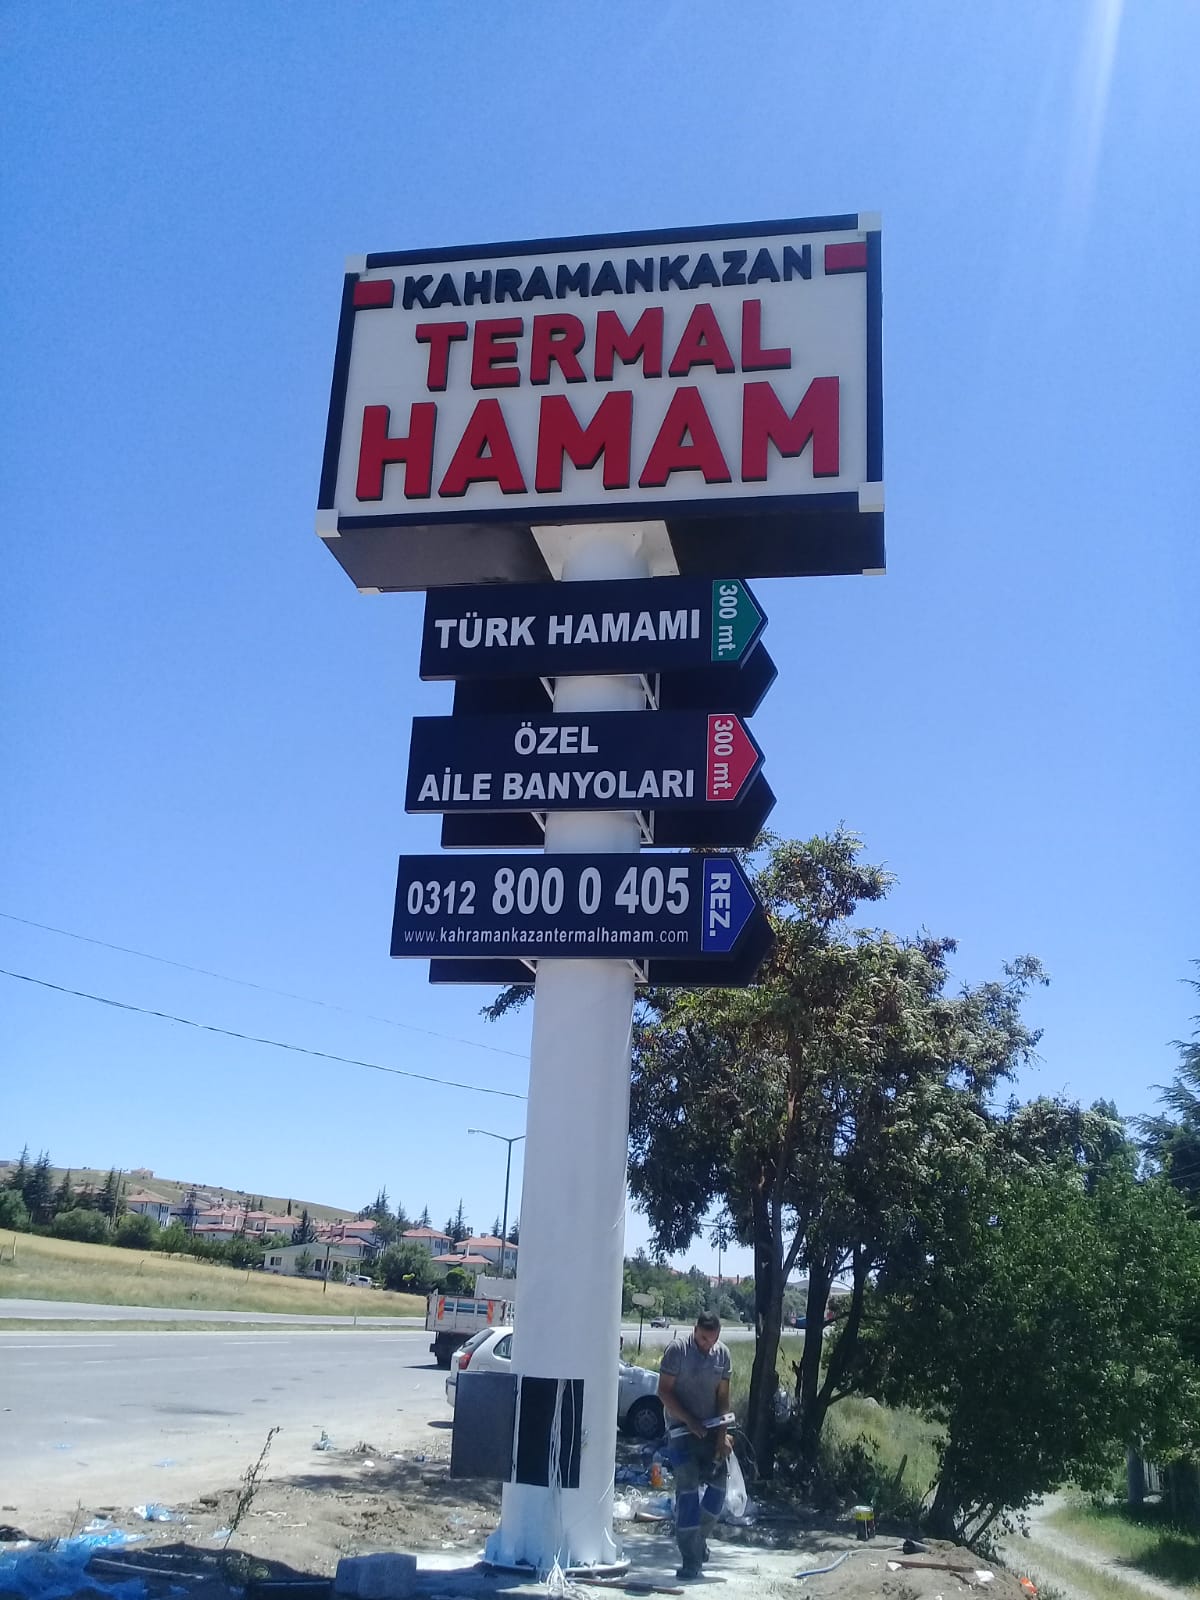 KAHRAMANKAZAN
TERMAL
HAMAM
TÜRK HAMAMI
300 mt.
ÖZEL
AİLE BANYOLARI
300 mt.
0312 800 0 405
www.kahramankazantermalhamam.com
REZ.